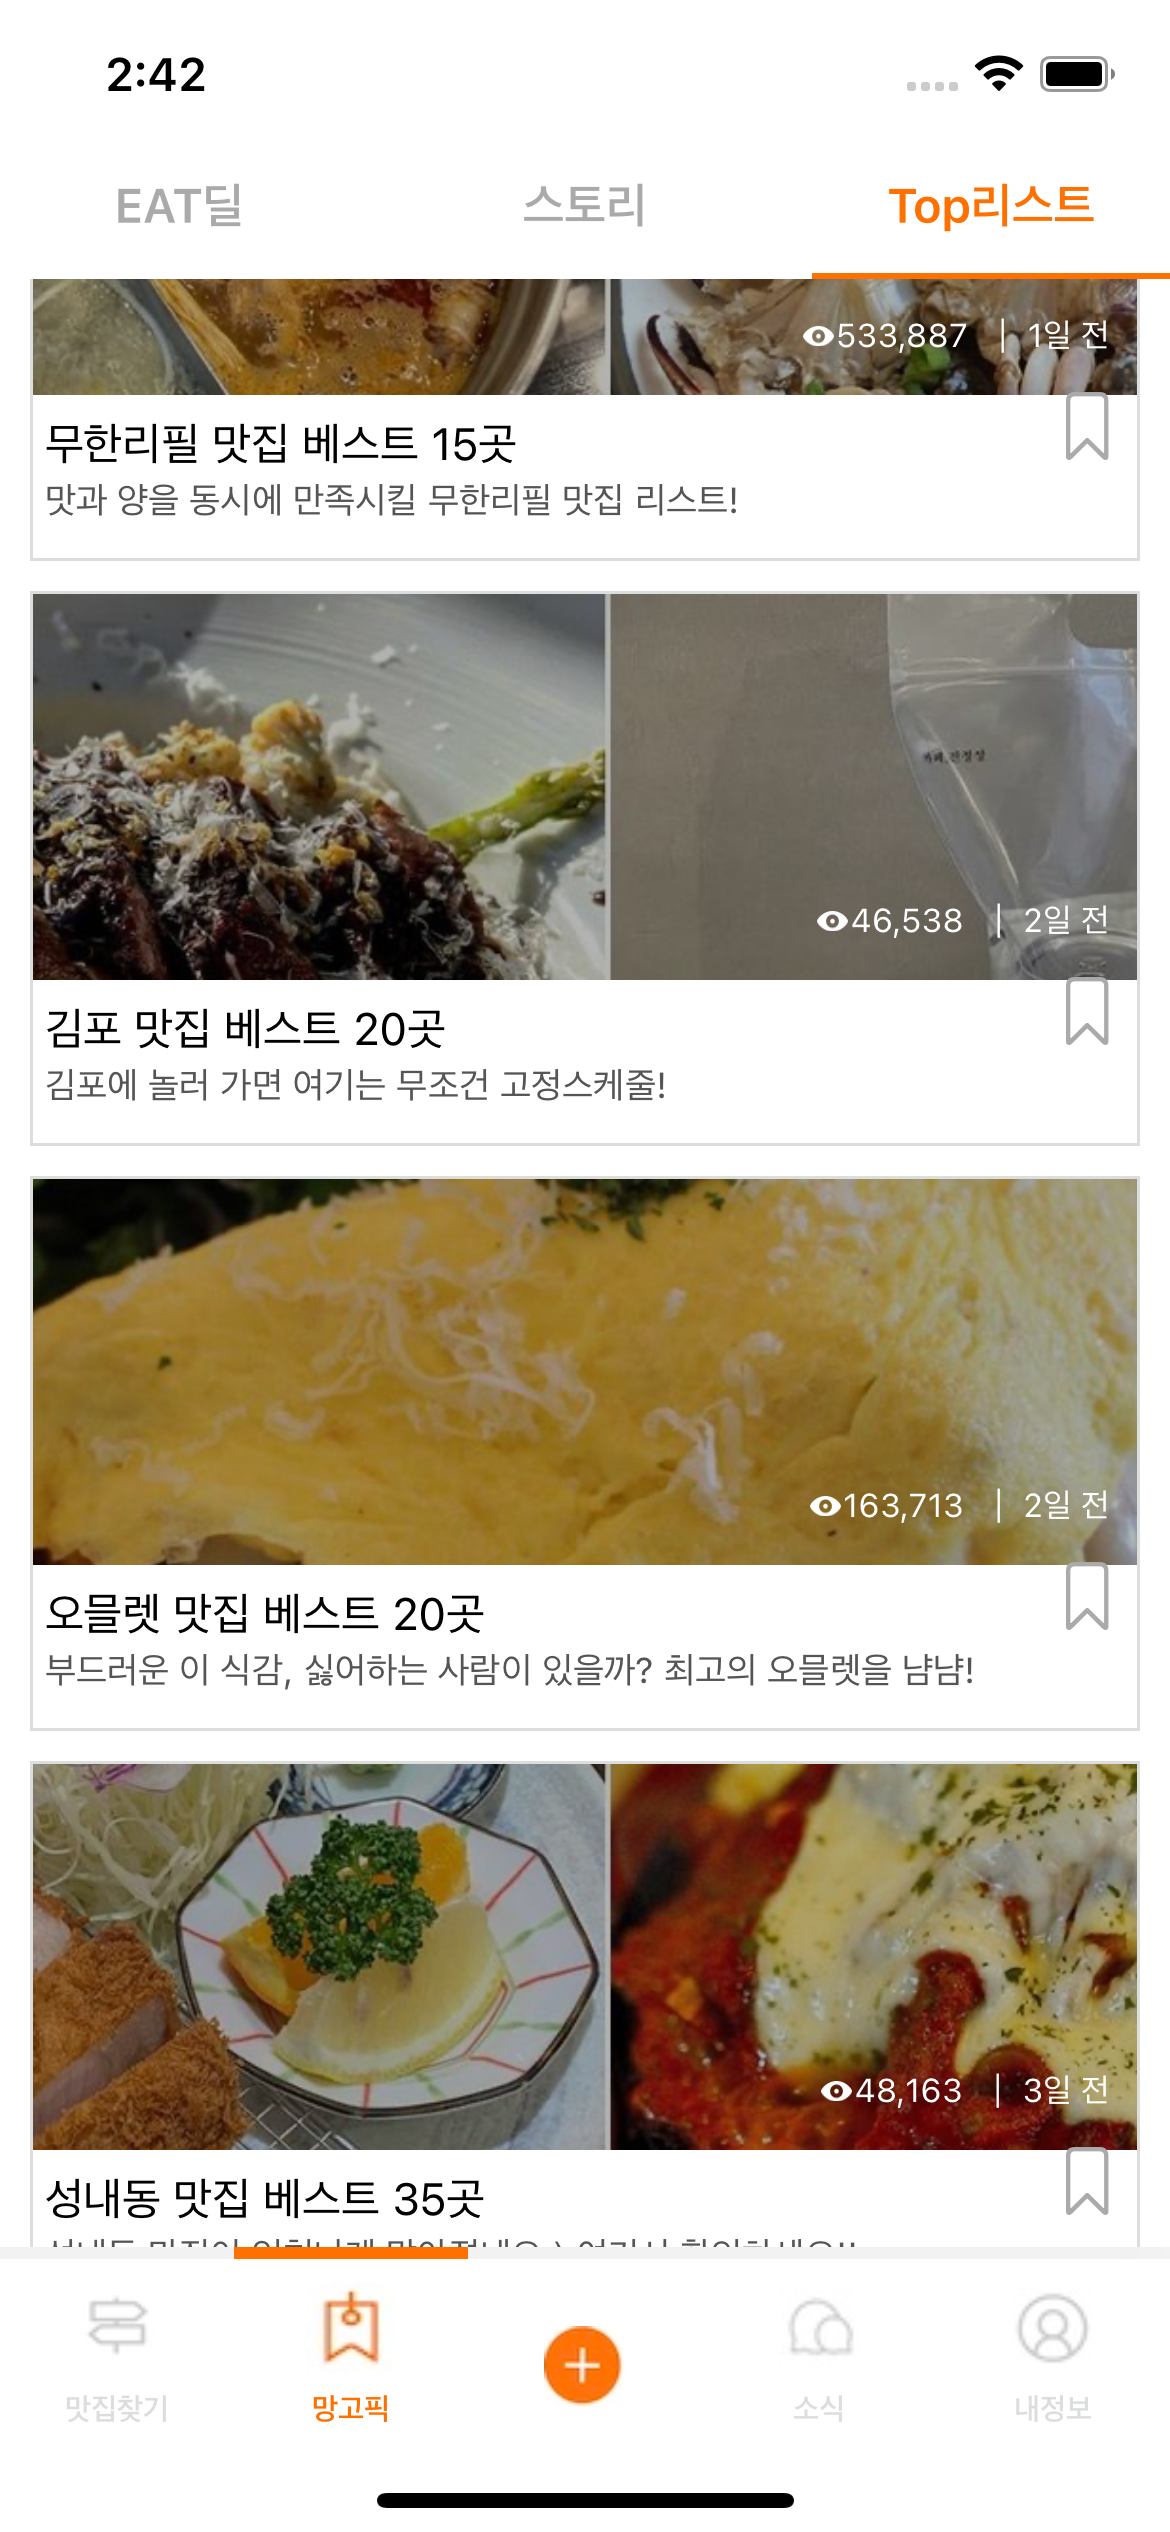 2:42
EAT딜
스토리
Top리스트
533,887 | 1일 전
무한리필 맛집 베스트 15곳
맛과 양을 동시에 만족시킬 무한리필 맛집 리스트!
46,538 | 2일 전
김포 맛집 베스트 20곳
김포에 놀러 가면 여기는 무조건 고정스케줄!
163,713 | 2일 전
오믈렛 맛집 베스트 20곳
부드러운 이 식감, 싫어하는 사람이 있을까? 최고의 오믈렛을 냠냠!
48,163 | 3일 전
성내동 맛집 베스트 35곳
맛집찾기
망고픽
소식
내정보